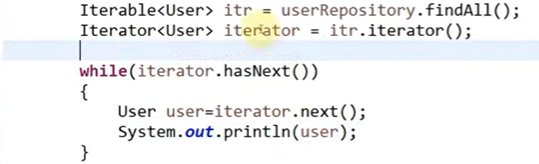 Iterable<User> itr = userRepository.findAll();
Iterator<User> iterator = itr.iterator();
while(iterator.hasNext())
{
User user=iterator.next();
System.out.println(user);
}